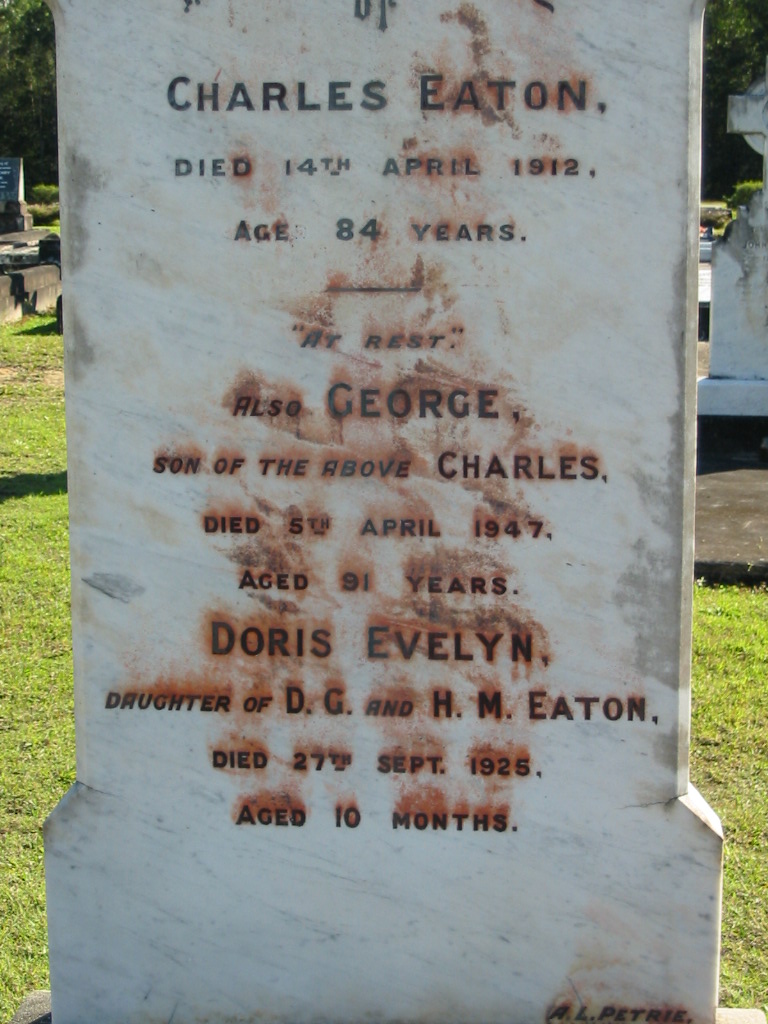 OF
CHARLES EATON,
DIED 14TH APRIL 1912,
AGE 84 YEARS.
"AT REST."
ALSO GEORGE,
SON OF THE ABOVE CHARLES,
DIED 5TH APRIL 1947,
AGED 91 YEARS.
DORIS EVELYN,
DAUGHTER OF D. G. AND H. M. EATON,
DIED 27TH SEPT. 1925,
AGED 10 MONTHS.
A. L. PETRIE.